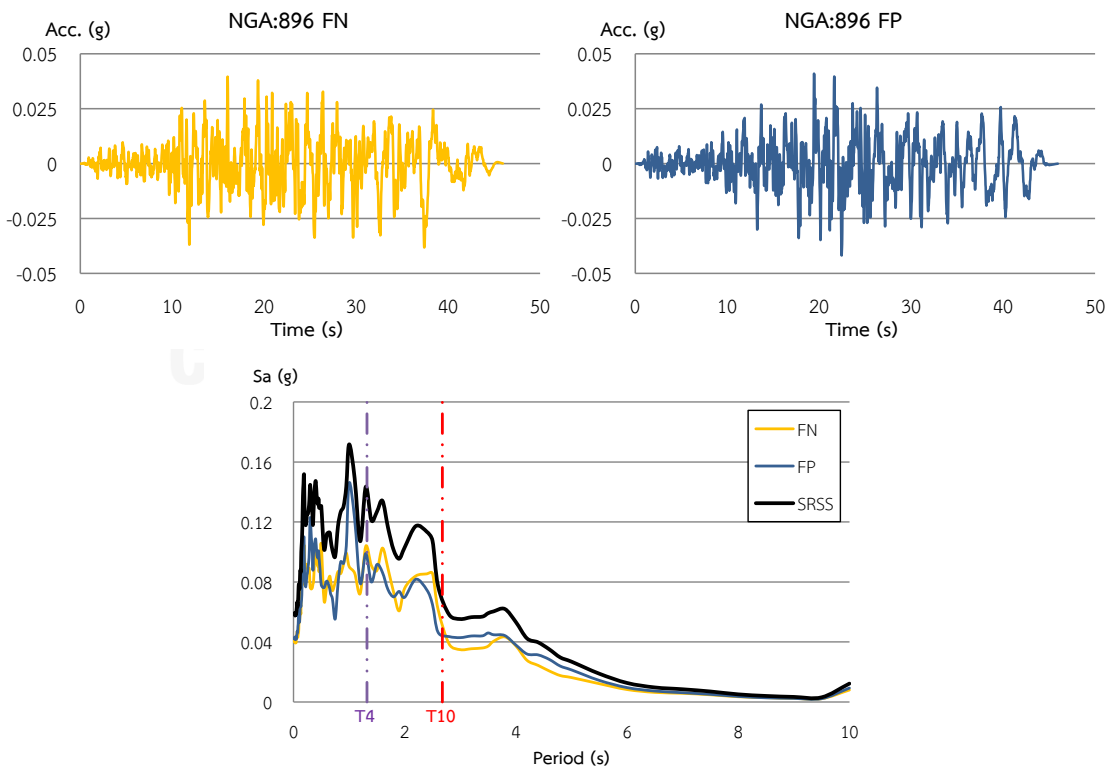 NGA:896 FN
Acc. (g)
0.05
0.025
0
-0.025
-0.05
0 10 20 30 40 50
Time (s)
NGA:896 FP
Acc. (g)
0.05
0.025
0
-0.025
-0.05
0 10 20 30 40 50
Time (s)
Sa (g)
0.2
0.16
0.12
0.08
0.04
0
FN
FP
SRSS
T4 T10
0 2 4 6 8 10
Period (s)